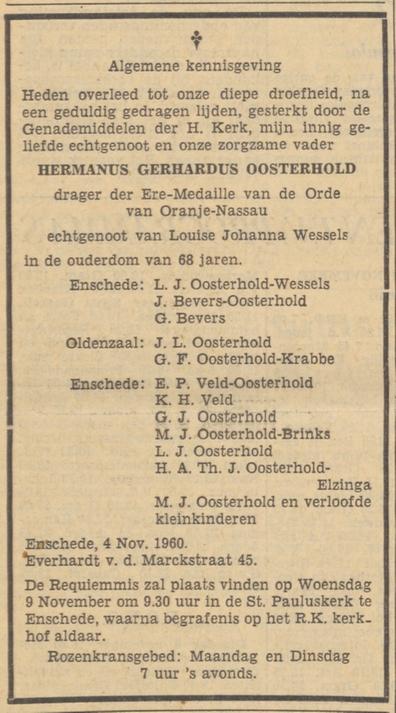 Algemene kennisgeving
Heden overleed tot onze diepe droefheid, na
een geduldig gedragen lijden, gesterkt door de
Genademiddelen der H. Kerk, mijn innig ge-
liefde echtgenoot en onze zorgzame vader
HERMANUS GERHARDUS OOSTERHOLD
drager der Ere-Medaille van de Orde
van Oranje-Nassau
echtgenoot van Louise Johanna Wessels
in de ouderdom van 68 jaren.
Enschede: L. J. Oosterhold-Wessels
J. Bevers-Oosterhold
G. Bevers
Oldenzaal: J. L. Oosterhold
G. F. Oosterhold-Krabbe
Enschede: E. P. Veld-Oosterhold
K. H. Veld
G. J. Oosterhold
M. J. Oosterhold-Brinks
L. J. Oosterhold
H. A. Th. J. Oosterhold-
Elzinga
M. J. Oosterhold en verloofde
kleinkinderen
Enschede, 4 Nov. 1960.
Everhardt v. d. Marckstraat 45.
De Requiemmis zal plaats vinden op Woensdag
9 November om 9.30 uur in de St. Pauluskerk te
Enschede, waarna begrafenis op het R.K. kerk-
hof aldaar.
Rozenkransgebed: Maandag en Dinsdag
7 uur 's avonds.